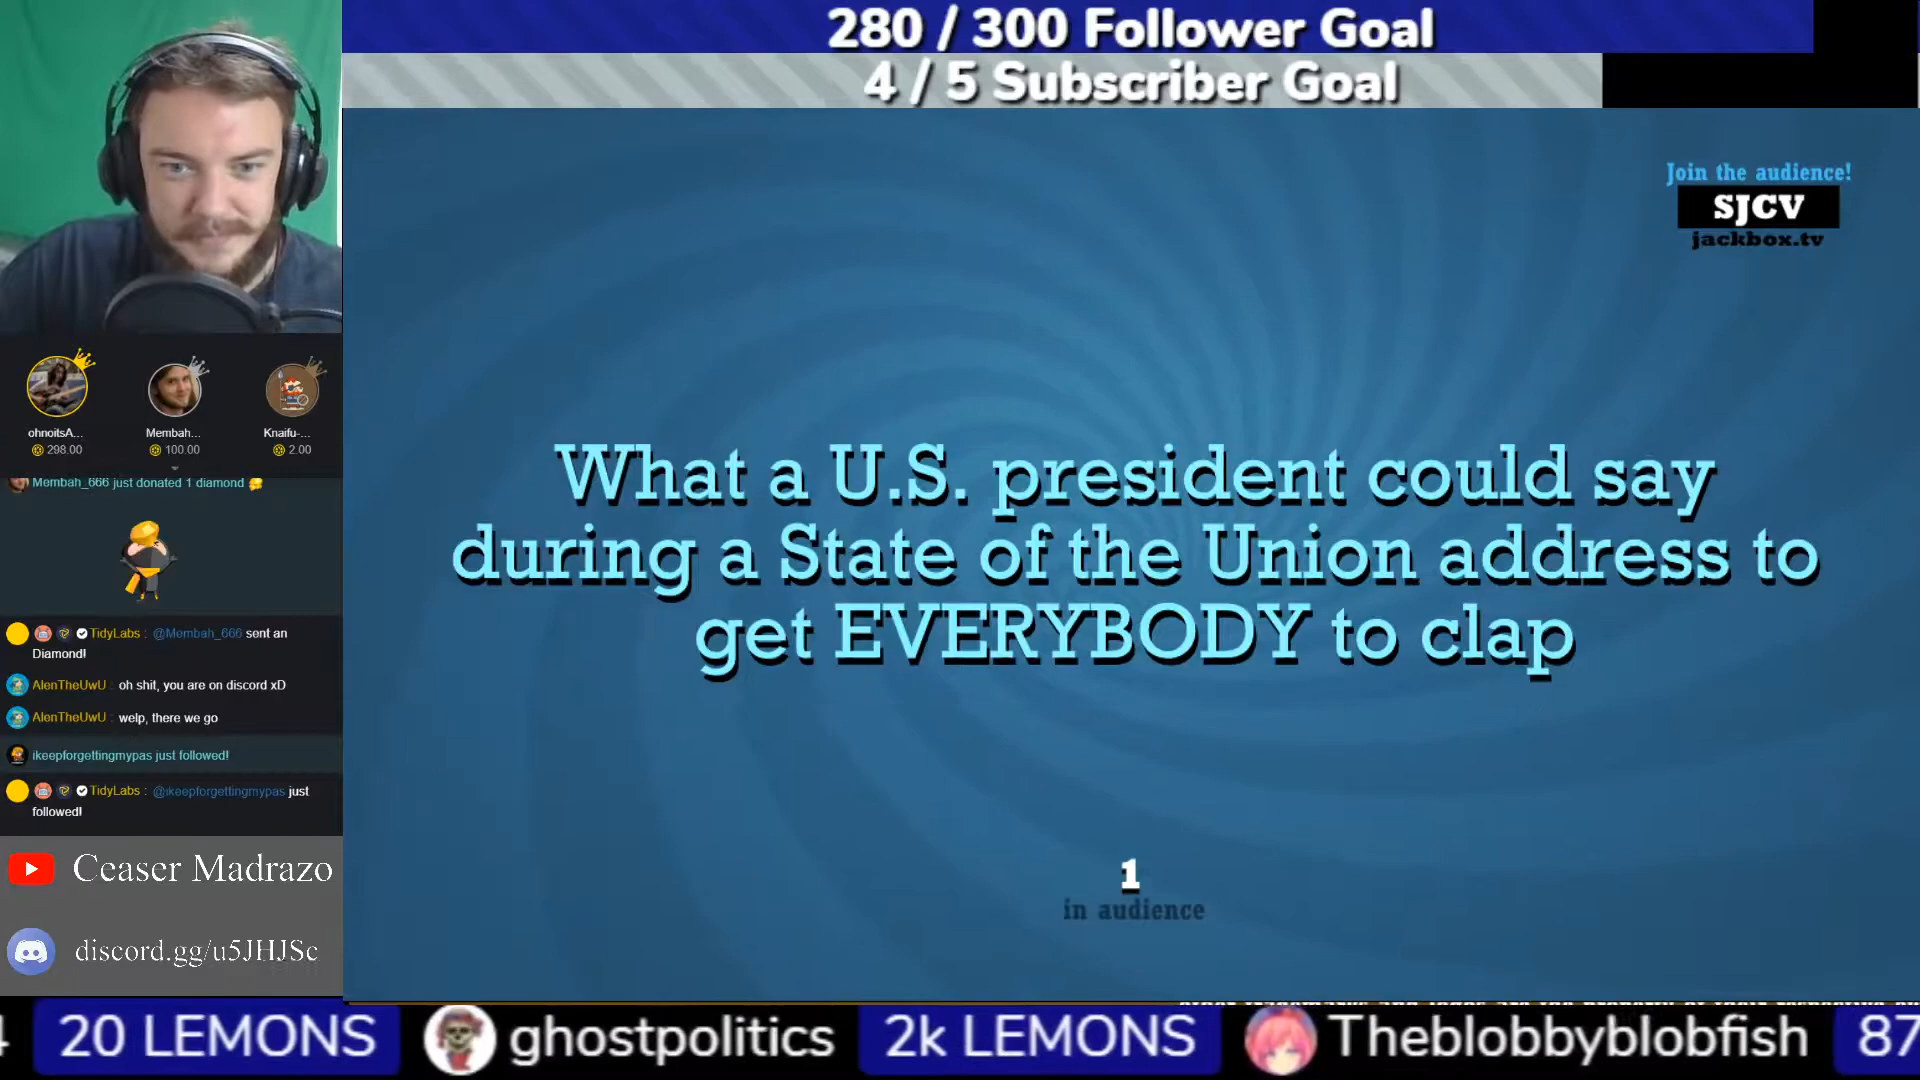 280 / 300 Follower Goal
4 / 5 Subscriber Goal
Join the audience!
SJCV
jackbox.tv
ohnoitsA...
298.00
Membah...
100.00
Knaifu-...
2.00
Membah_666 just donated 1 diamond
TidyLabs : @Membah_666 sent an
Diamond!
AlenTheUwU : oh shit, you are on discord xD
AlenTheUwU : welp, there we go
ikeepforgettingmypas just followed!
TidyLabs : @ikeepforgettingmypas just
followed!
Ceaser Madrazo
discord.gg/u5JHJSc
What a U.S. president could say
during a State of the Union address to
get EVERYBODY to clap
1
in audience
20 LEMONS
ghostpolitics
2k LEMONS
Theblobbyblobfish
87